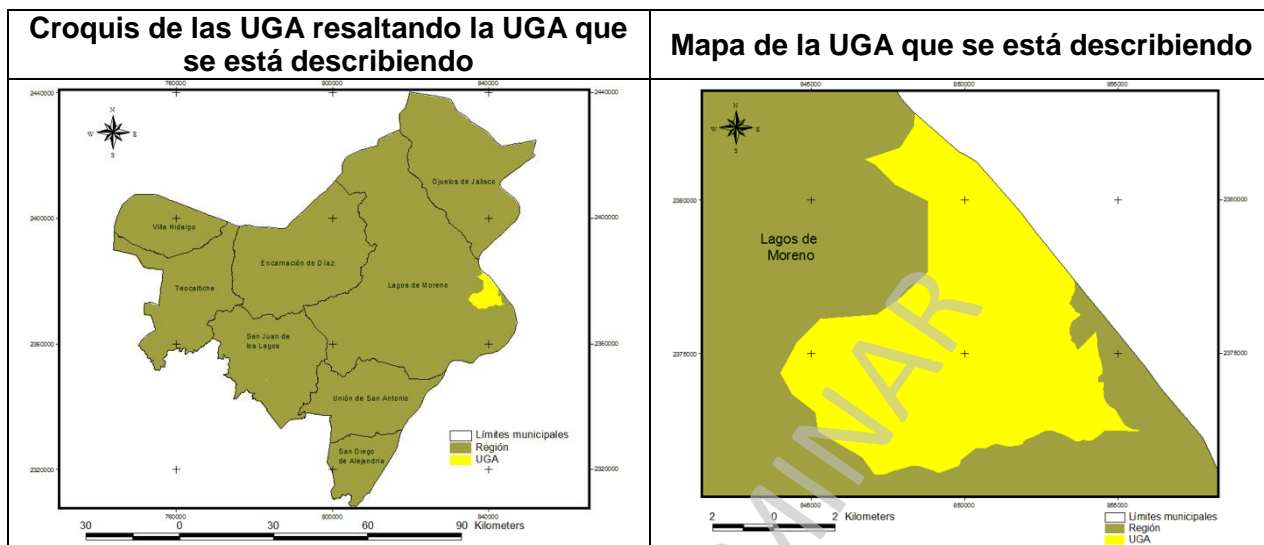 Croquis de las UGA resaltando la UGA que
se está describiendo
Mapa de la UGA que se está describiendo
760000
800000
840000
2440000
2440000
N
W
E
S
Ojuelos de Jalisco
2400000
2400000
Villa Hidalgo
Encarnación de Díaz
Teocaltiche
Lagos de Moreno
San Juan de
los Lagos
2360000
2360000
Unión de San Antonio
San Diego
de Alejandría
Límites municipales
Región
UGA
2320000
2320000
760000
800000
840000
30 0 30 60 90 Kilometers
845000
850000
855000
N
W
E
S
2380000
2380000
Lagos de
Moreno
2375000
2375000
MINAR
845000
850000
855000
2 0 2 Kilometers
Límites municipales
Región
UGA